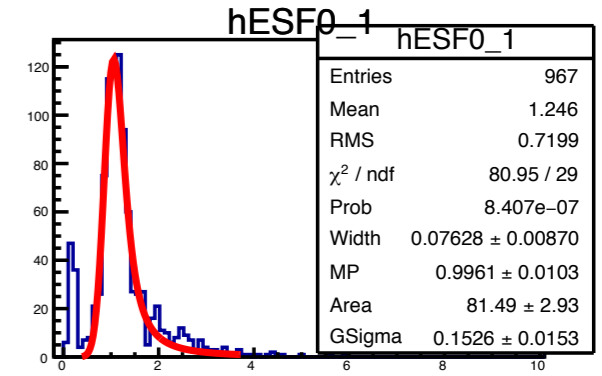 hESF0_1
hESF0_1
Entries 967
Mean 1.246
RMS 0.7199
χ² / ndf 80.95 / 29
Prob 8.407e−07
Width 0.07628 ± 0.00870
MP 0.9961 ± 0.0103
Area 81.49 ± 2.93
GSigma 0.1526 ± 0.0153
120
100
80
60
40
20
0
0 2 4 6 8 10